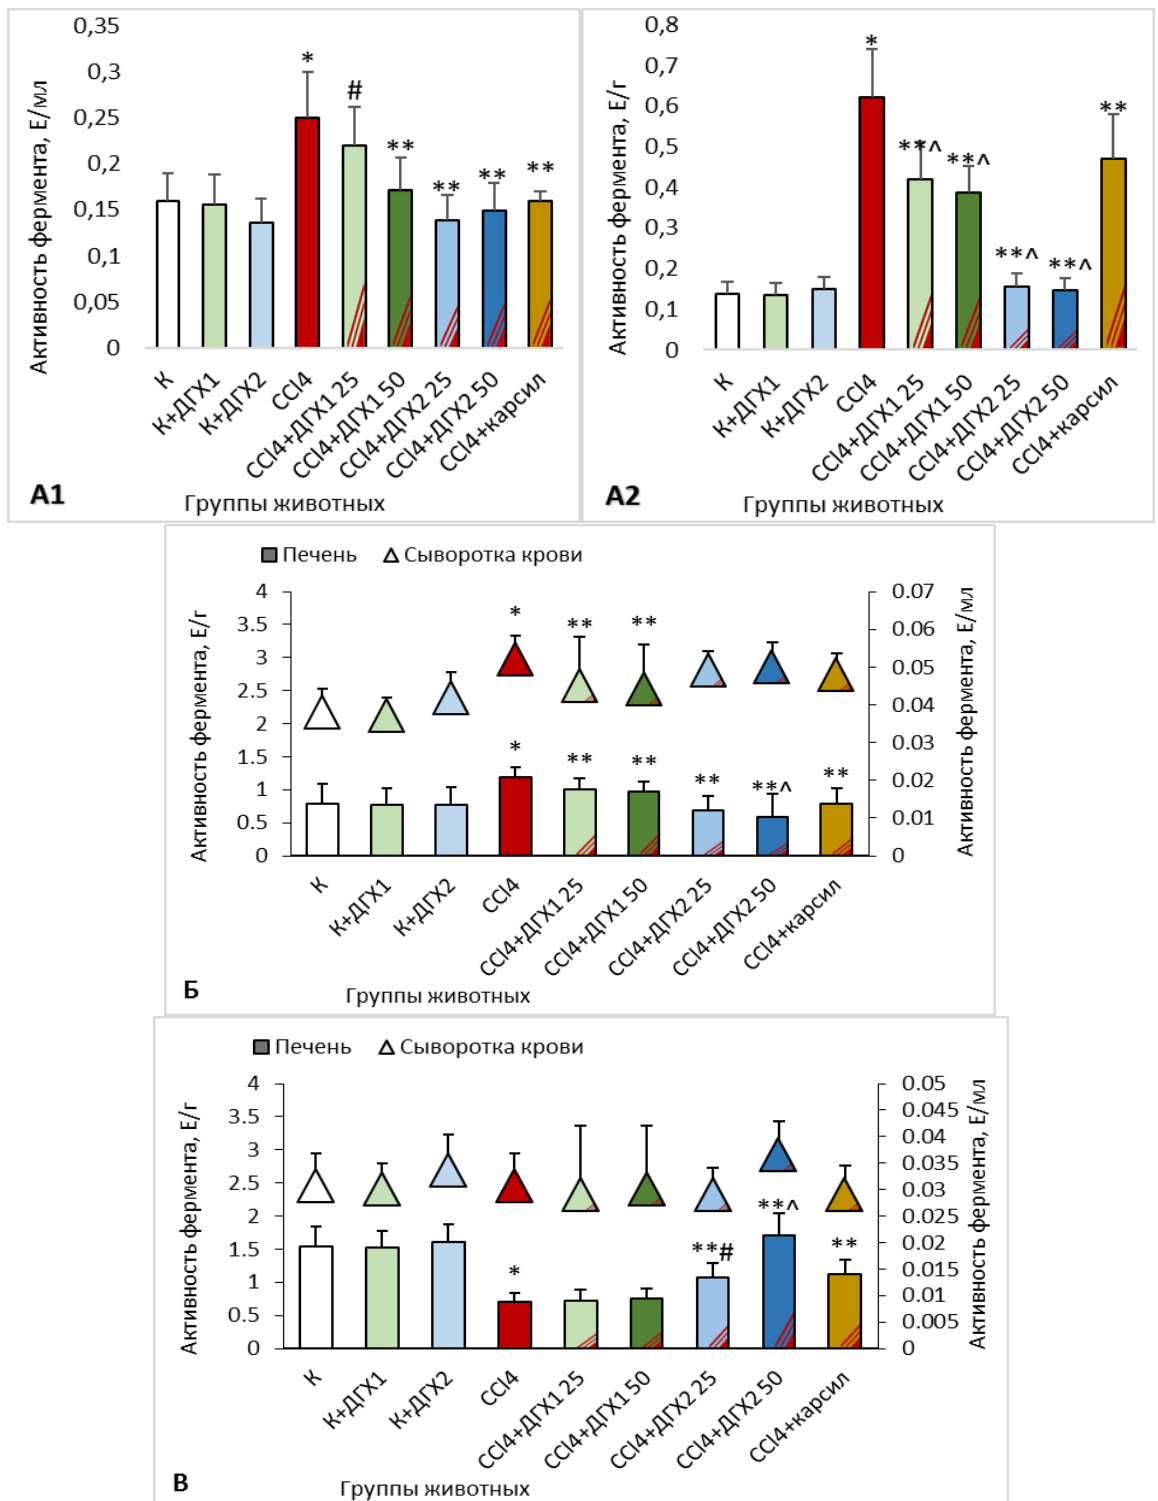 Активность фермента, Е/мл
0,35
0,3
0,25
0,2
0,15
0,1
0,05
0
*
#
**
**
**
**
К
К+ДГХ1
К+ДГХ2
CCl4
CCl4+ДГХ1 25
CCl4+ДГХ1 50
CCl4+ДГХ2 25
CCl4+ДГХ2 50
CCl4+карсил
Группы животных
А1
Активность фермента, Е/г
0,8
0,7
0,6
0,5
0,4
0,3
0,2
0,1
0
*
**^
**^
**^
**^
**
К
К+ДГХ1
К+ДГХ2
CCl4
CCl4+ДГХ1 25
CCl4+ДГХ1 50
CCl4+ДГХ2 25
CCl4+ДГХ2 50
CCl4+карсил
Группы животных
А2
Печень Сыворотка крови
Активность фермента, Е/г
4
3.5
3
2.5
2
1.5
1
0.5
0
*
**
**
*
**
**
**
**^
**
0.07
0.06
0.05
0.04
0.03
0.02
0.01
0
Активность фермента, Е/мл
К
К+ДГХ1
К+ДГХ2
CCl4
CCl4+ДГХ1 25
CCl4+ДГХ1 50
CCl4+ДГХ2 25
CCl4+ДГХ2 50
CCl4+карсил
Группы животных
Б
Печень Сыворотка крови
Активность фермента, Е/г
4
3.5
3
2.5
2
1.5
1
0.5
0
*
**#
**^
**
0.05
0.045
0.04
0.035
0.03
0.025
0.02
0.015
0.01
0.005
0
Активность фермента, Е/мл
К
К+ДГХ1
К+ДГХ2
CCl4
CCl4+ДГХ1 25
CCl4+ДГХ1 50
CCl4+ДГХ2 25
CCl4+ДГХ2 50
CCl4+карсил
Группы животных
В